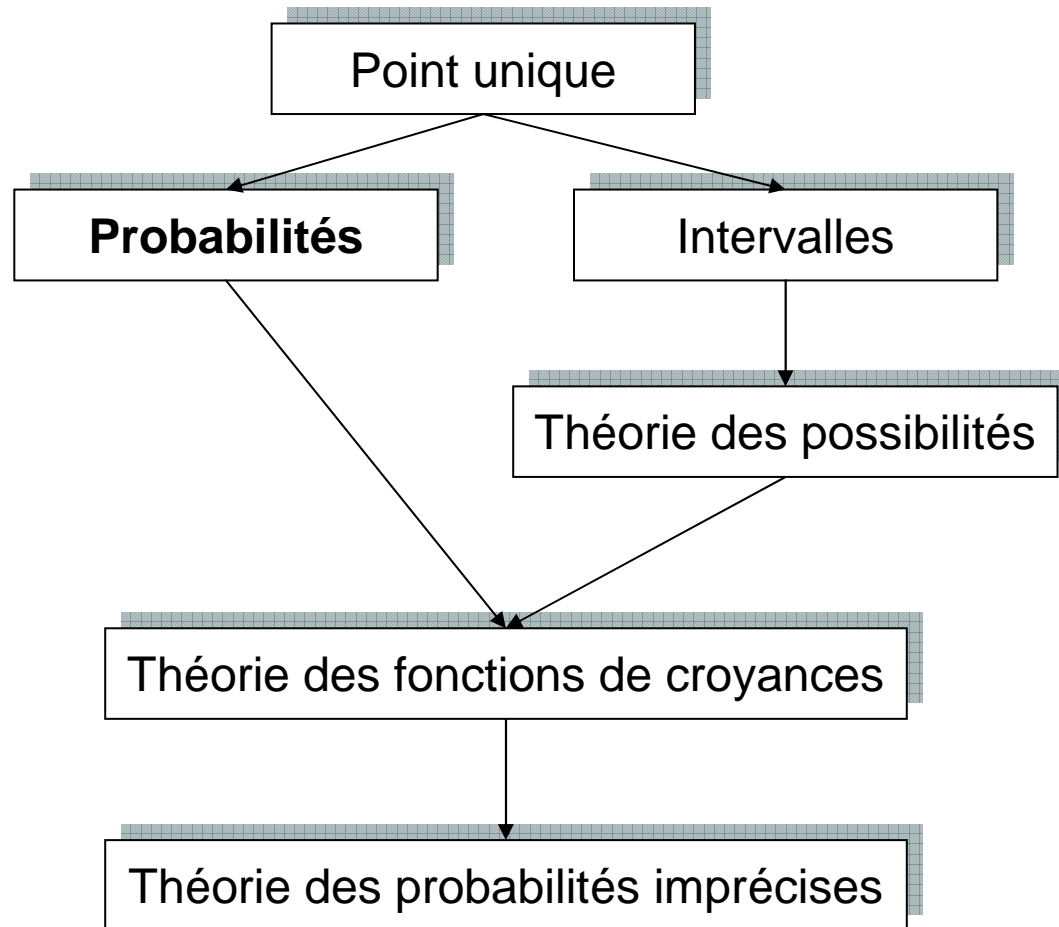 Point unique
Probabilités
Intervalles
Théorie des possibilités
Théorie des fonctions de croyances
Théorie des probabilités imprécises